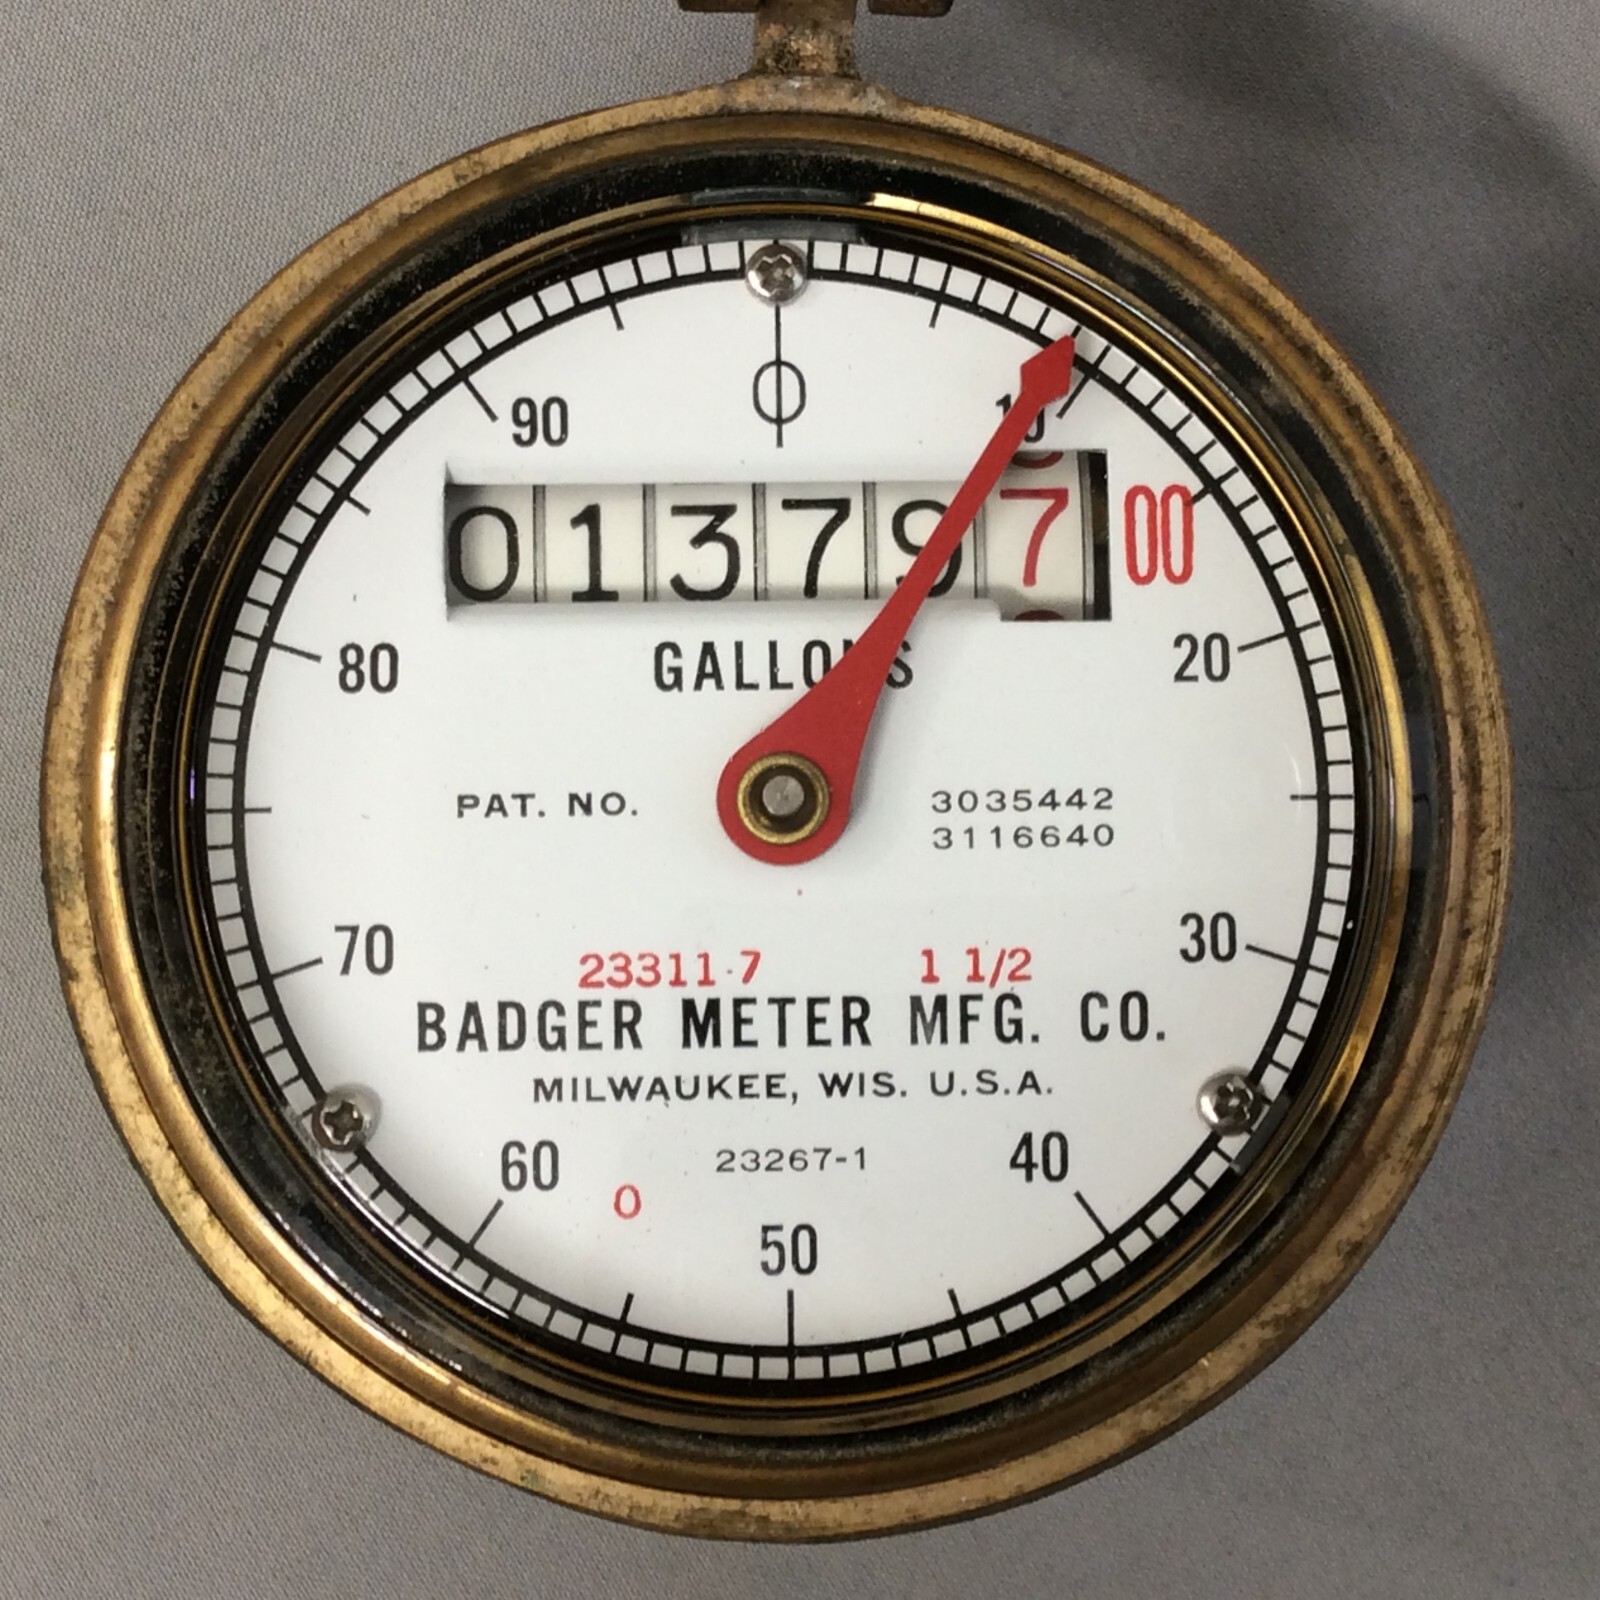 0
90 10
013797 00
80 GALLONS 20
PAT. NO. 3035442
3116640
70 30
23311-7 1 1/2
BADGER METER MFG. CO.
MILWAUKEE, WIS. U.S.A.
60 23267-1 40
0
50